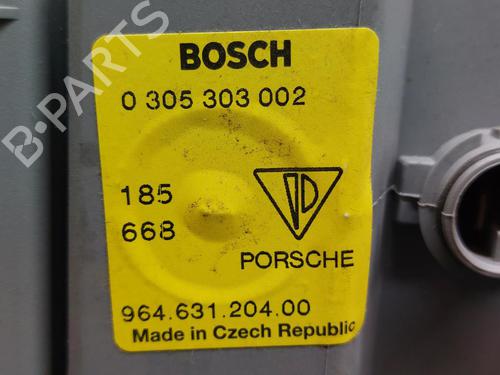 B-PARTS
BOSCH
0 305 303 002
185
668
PORSCHE
964.631.204.00
Made in Czech Republic